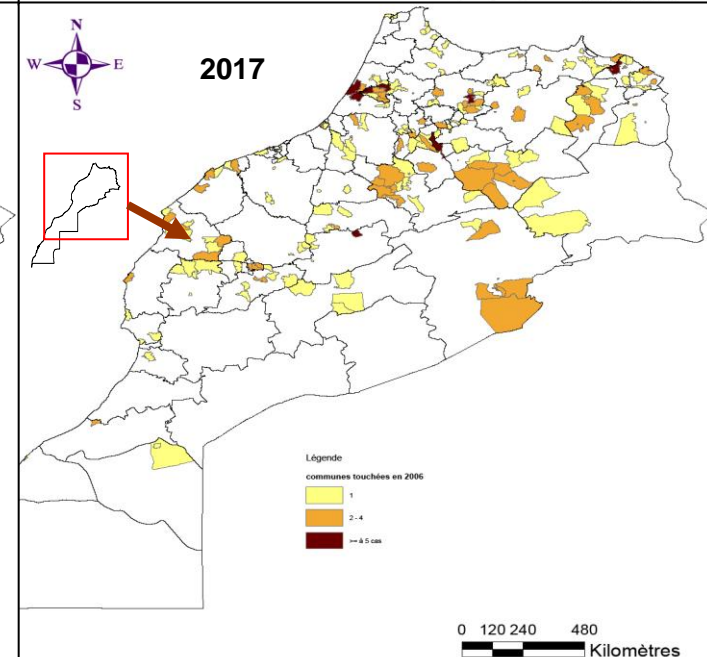 N
W E
S
2017
Légende
communes touchées en 2006
1
2 - 4
>= à 5 cas
0 120 240 480
Kilomètres